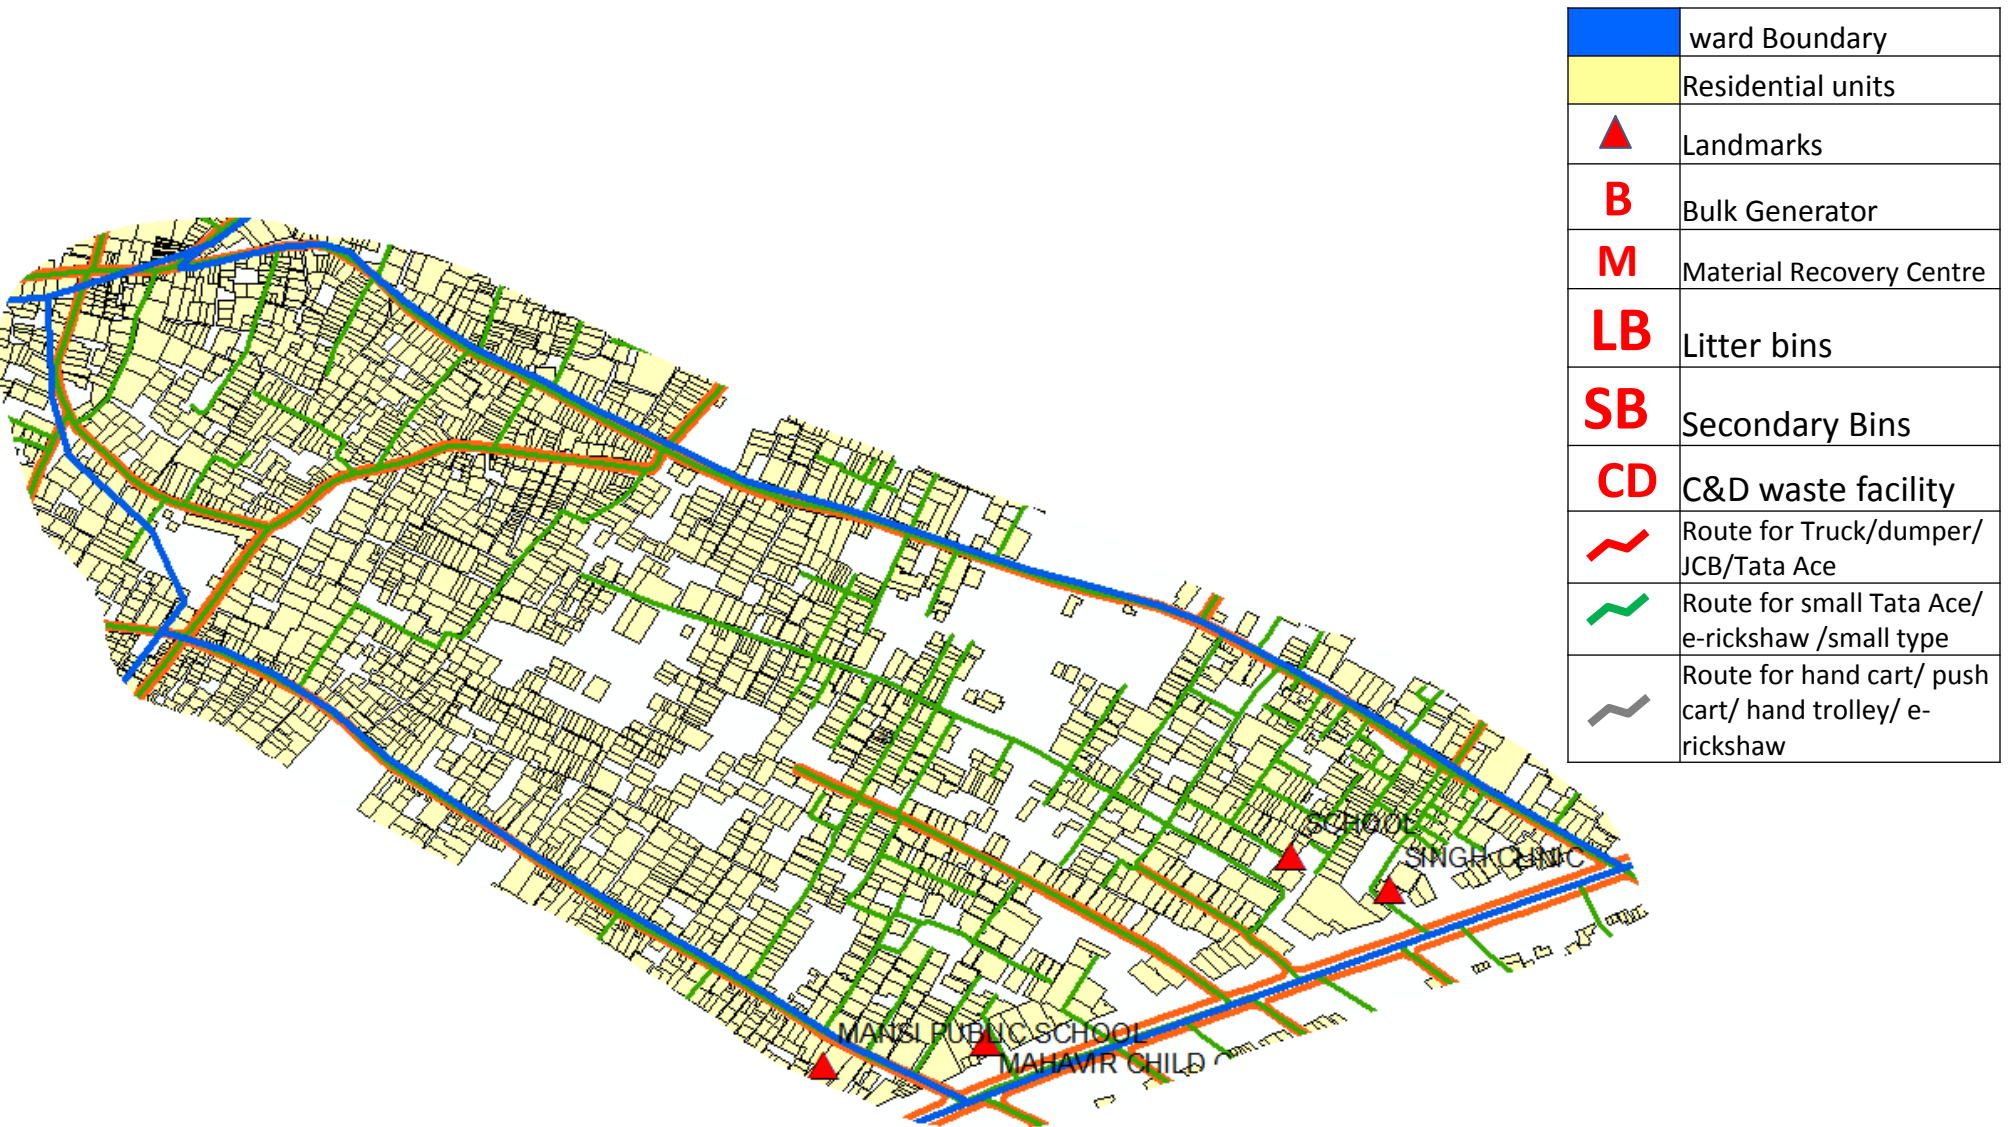 ward Boundary
Residential units
Landmarks
B
Bulk Generator
M
Material Recovery Centre
LB
Litter bins
SB
Secondary Bins
CD
C&D waste facility
Route for Truck/dumper/
JCB/Tata Ace
Route for small Tata Ace/
e-rickshaw /small type
Route for hand cart/ push
cart/ hand trolley/ e-
rickshaw
SCHOOL
SINGH CLINIC
MANSI PUBLIC SCHOOL
MAHAVIR CHILD